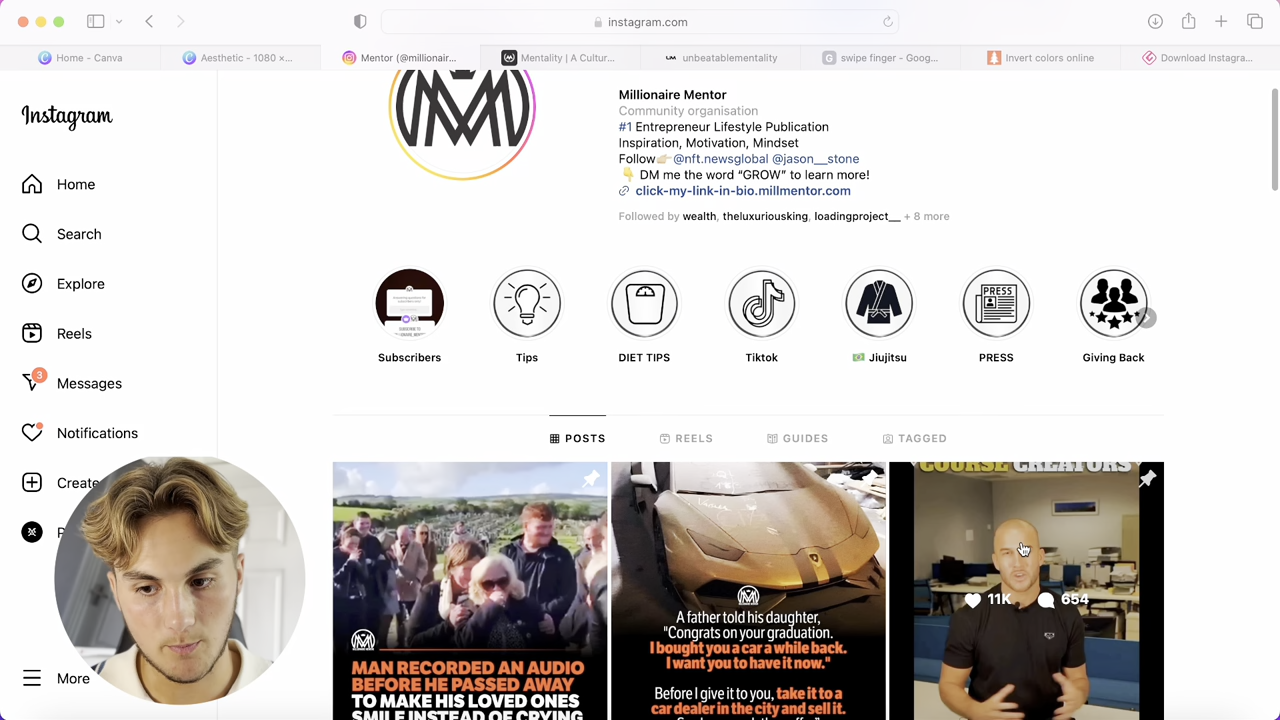 instagram.com
Home - Canva
Aesthetic - 1080 ×...
Mentor (@millionair...
Mentality | A Cultur...
unbeatablementality
swipe finger - Goog...
Invert colors online
Download Instagra...
Instagram
Home
Search
Explore
Reels
3
Messages
Notifications
Create
More
Millionaire Mentor
Community organisation
#1 Entrepreneur Lifestyle Publication
Inspiration, Motivation, Mindset
Follow👉🏻@nft.newsglobal @jason__stone
👇 DM me the word “GROW” to learn more!
click-my-link-in-bio.millmentor.com
Followed by wealth, theluxuriousking, loadingproject__ + 8 more
Subscribers
Tips
DIET TIPS
Tiktok
💵 Jiujitsu
PRESS
PRESS
Giving Back
POSTS
REELS
GUIDES
TAGGED
MAN RECORDED AN AUDIO
BEFORE HE PASSED AWAY
TO MAKE HIS LOVED ONES
SMILE INSTEAD OF CRYING
A father told his daughter,
"Congrats on your graduation.
I bought you a car a while back.
I want you to have it now."
Before I give it to you, take it to a
car dealer in the city and sell it.
COURSE CREATORS
11K
654